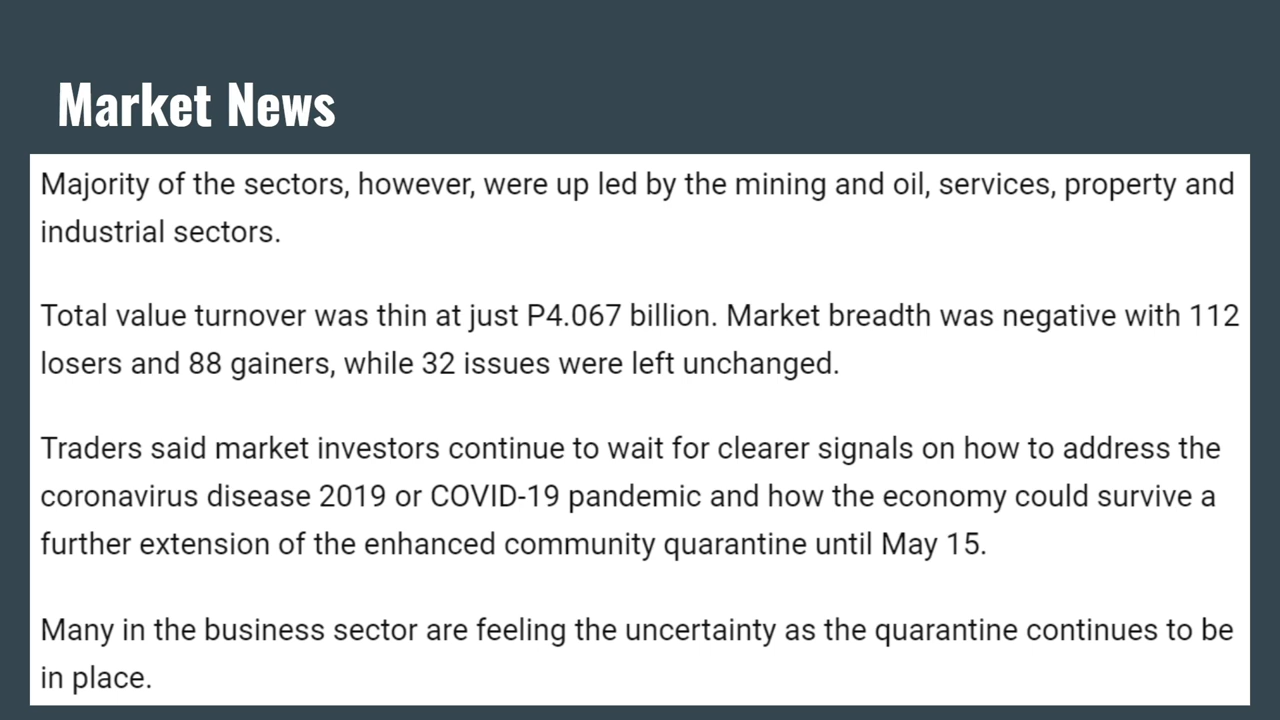 Market News
Majority of the sectors, however, were up led by the mining and oil, services, property and
industrial sectors.
Total value turnover was thin at just P4.067 billion. Market breadth was negative with 112
losers and 88 gainers, while 32 issues were left unchanged.
Traders said market investors continue to wait for clearer signals on how to address the
coronavirus disease 2019 or COVID-19 pandemic and how the economy could survive a
further extension of the enhanced community quarantine until May 15.
Many in the business sector are feeling the uncertainty as the quarantine continues to be
in place.